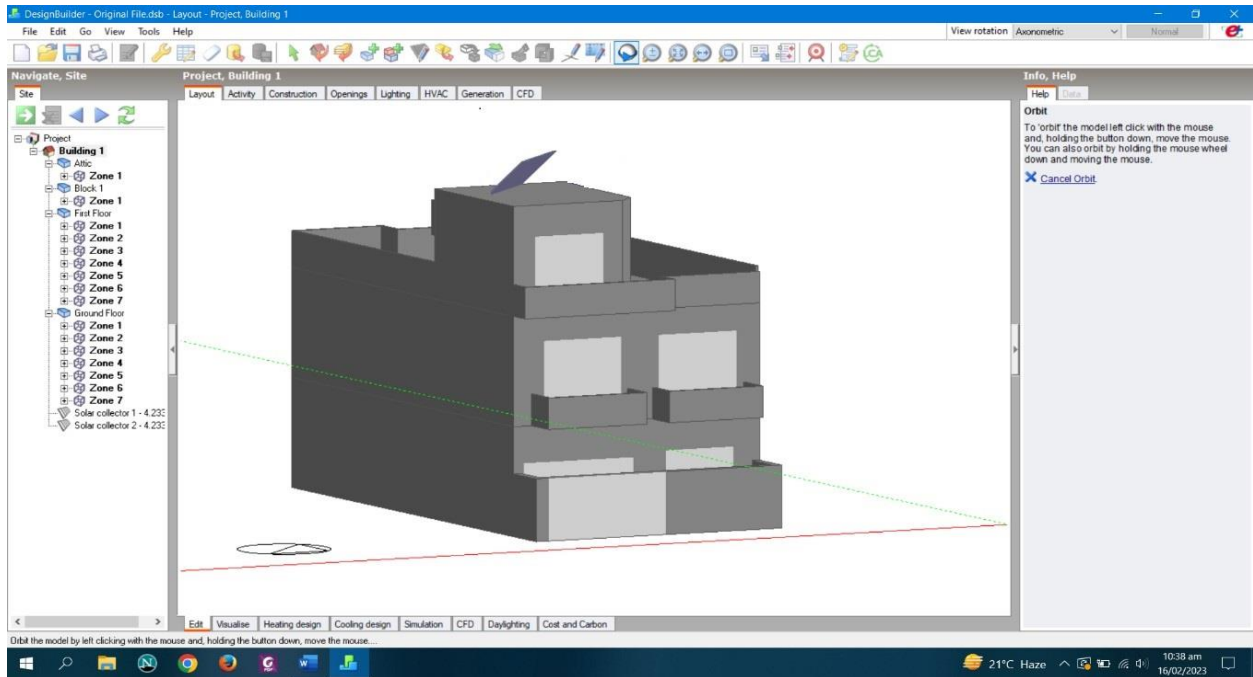 DesignBuilder - Original File.dsb - Layout - Project, Building 1
File Edit Go View Tools Help
View rotation Axonometric Normal
Navigate, Site
Project, Building 1
Info, Help
Site
Layout Activity Construction Openings Lighting HVAC Generation CFD
Help Data
Orbit
To 'orbit' the model left click with the mouse
and, holding the button down, move the mouse.
You can also orbit by holding the mouse wheel
down and moving the mouse.
Cancel Orbit.
Project
Building 1
Attic
Zone 1
Block 1
Zone 1
First Floor
Zone 1
Zone 2
Zone 3
Zone 4
Zone 5
Zone 6
Zone 7
Ground Floor
Zone 1
Zone 2
Zone 3
Zone 4
Zone 5
Zone 6
Zone 7
Solar collector 1 - 4.233
Solar collector 2 - 4.233
Edit Visualise Heating design Cooling design Simulation CFD Daylighting Cost and Carbon
Orbit the model by left clicking with the mouse and, holding the button down, move the mouse....
21°C Haze
10:38 am
16/02/2023